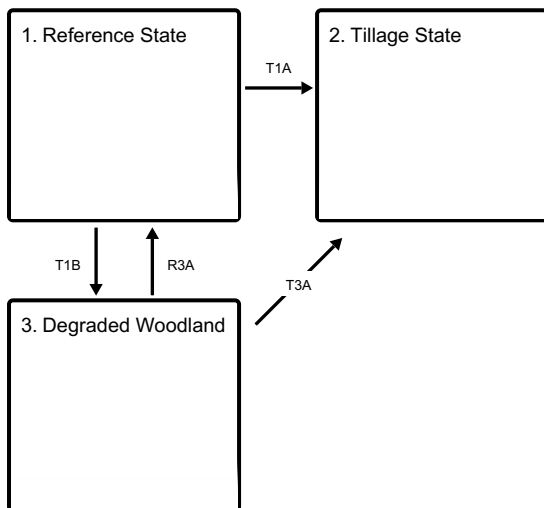 1. Reference State
2. Tillage State
T1A
T1B
R3A
T3A
3. Degraded Woodland